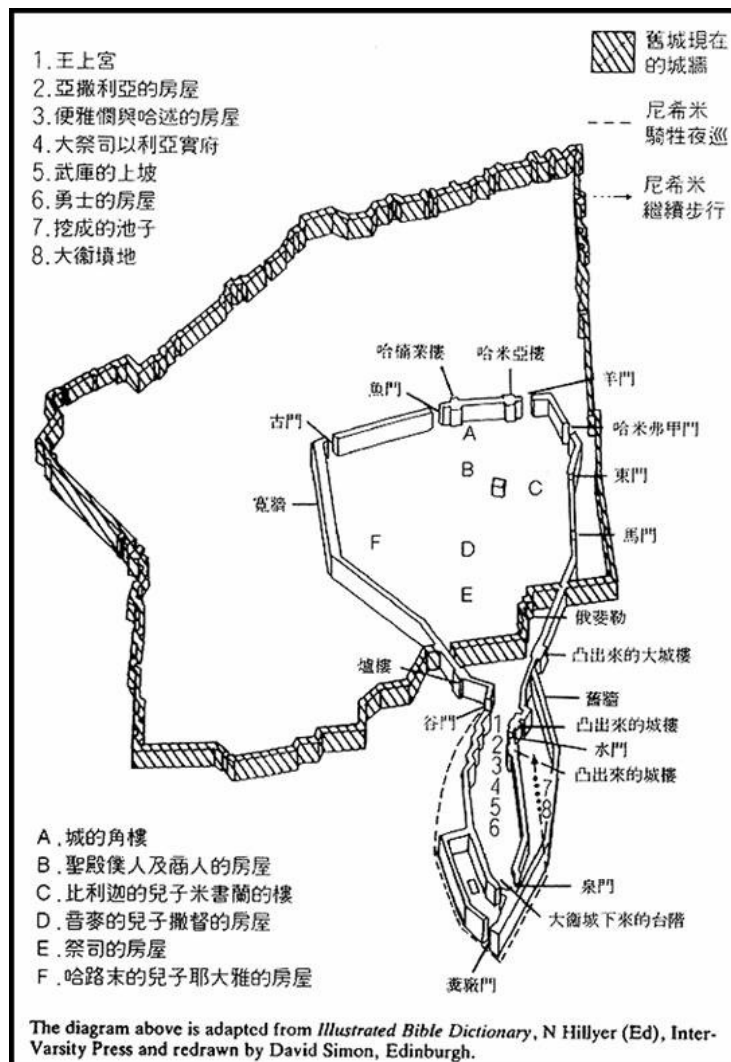 1.王上宮
2.亞撒利亞的房屋
3.便雅憫與哈述的房屋
4.大祭司以利亞實府
5.武庫的上坡
6.勇士的房屋
7.挖成的池子
8.大衞墳地
舊城現在
的城牆
尼希米
騎牲夜巡
尼希米
繼續步行
哈楠業樓
哈米亞樓
魚門
羊門
古門
哈米弗甲門
A
B
C
東門
寬牆
馬門
F
D
E
俄斐勒
凸出來的大城樓
爐樓
舊牆
谷門
凸出來的城樓
水門
凸出來的城樓
1
2
3
4
5
6
7
8
泉門
大衞城下來的台階
糞廠門
A.城的角樓
B.聖殿僕人及商人的房屋
C.比利迦的兒子米書蘭的樓
D.音麥的兒子撒督的房屋
E.祭司的房屋
F.哈路末的兒子耶大雅的房屋
The diagram above is adapted from Illustrated Bible Dictionary, N Hillyer (Ed), Inter-
Varsity Press and redrawn by David Simon, Edinburgh.